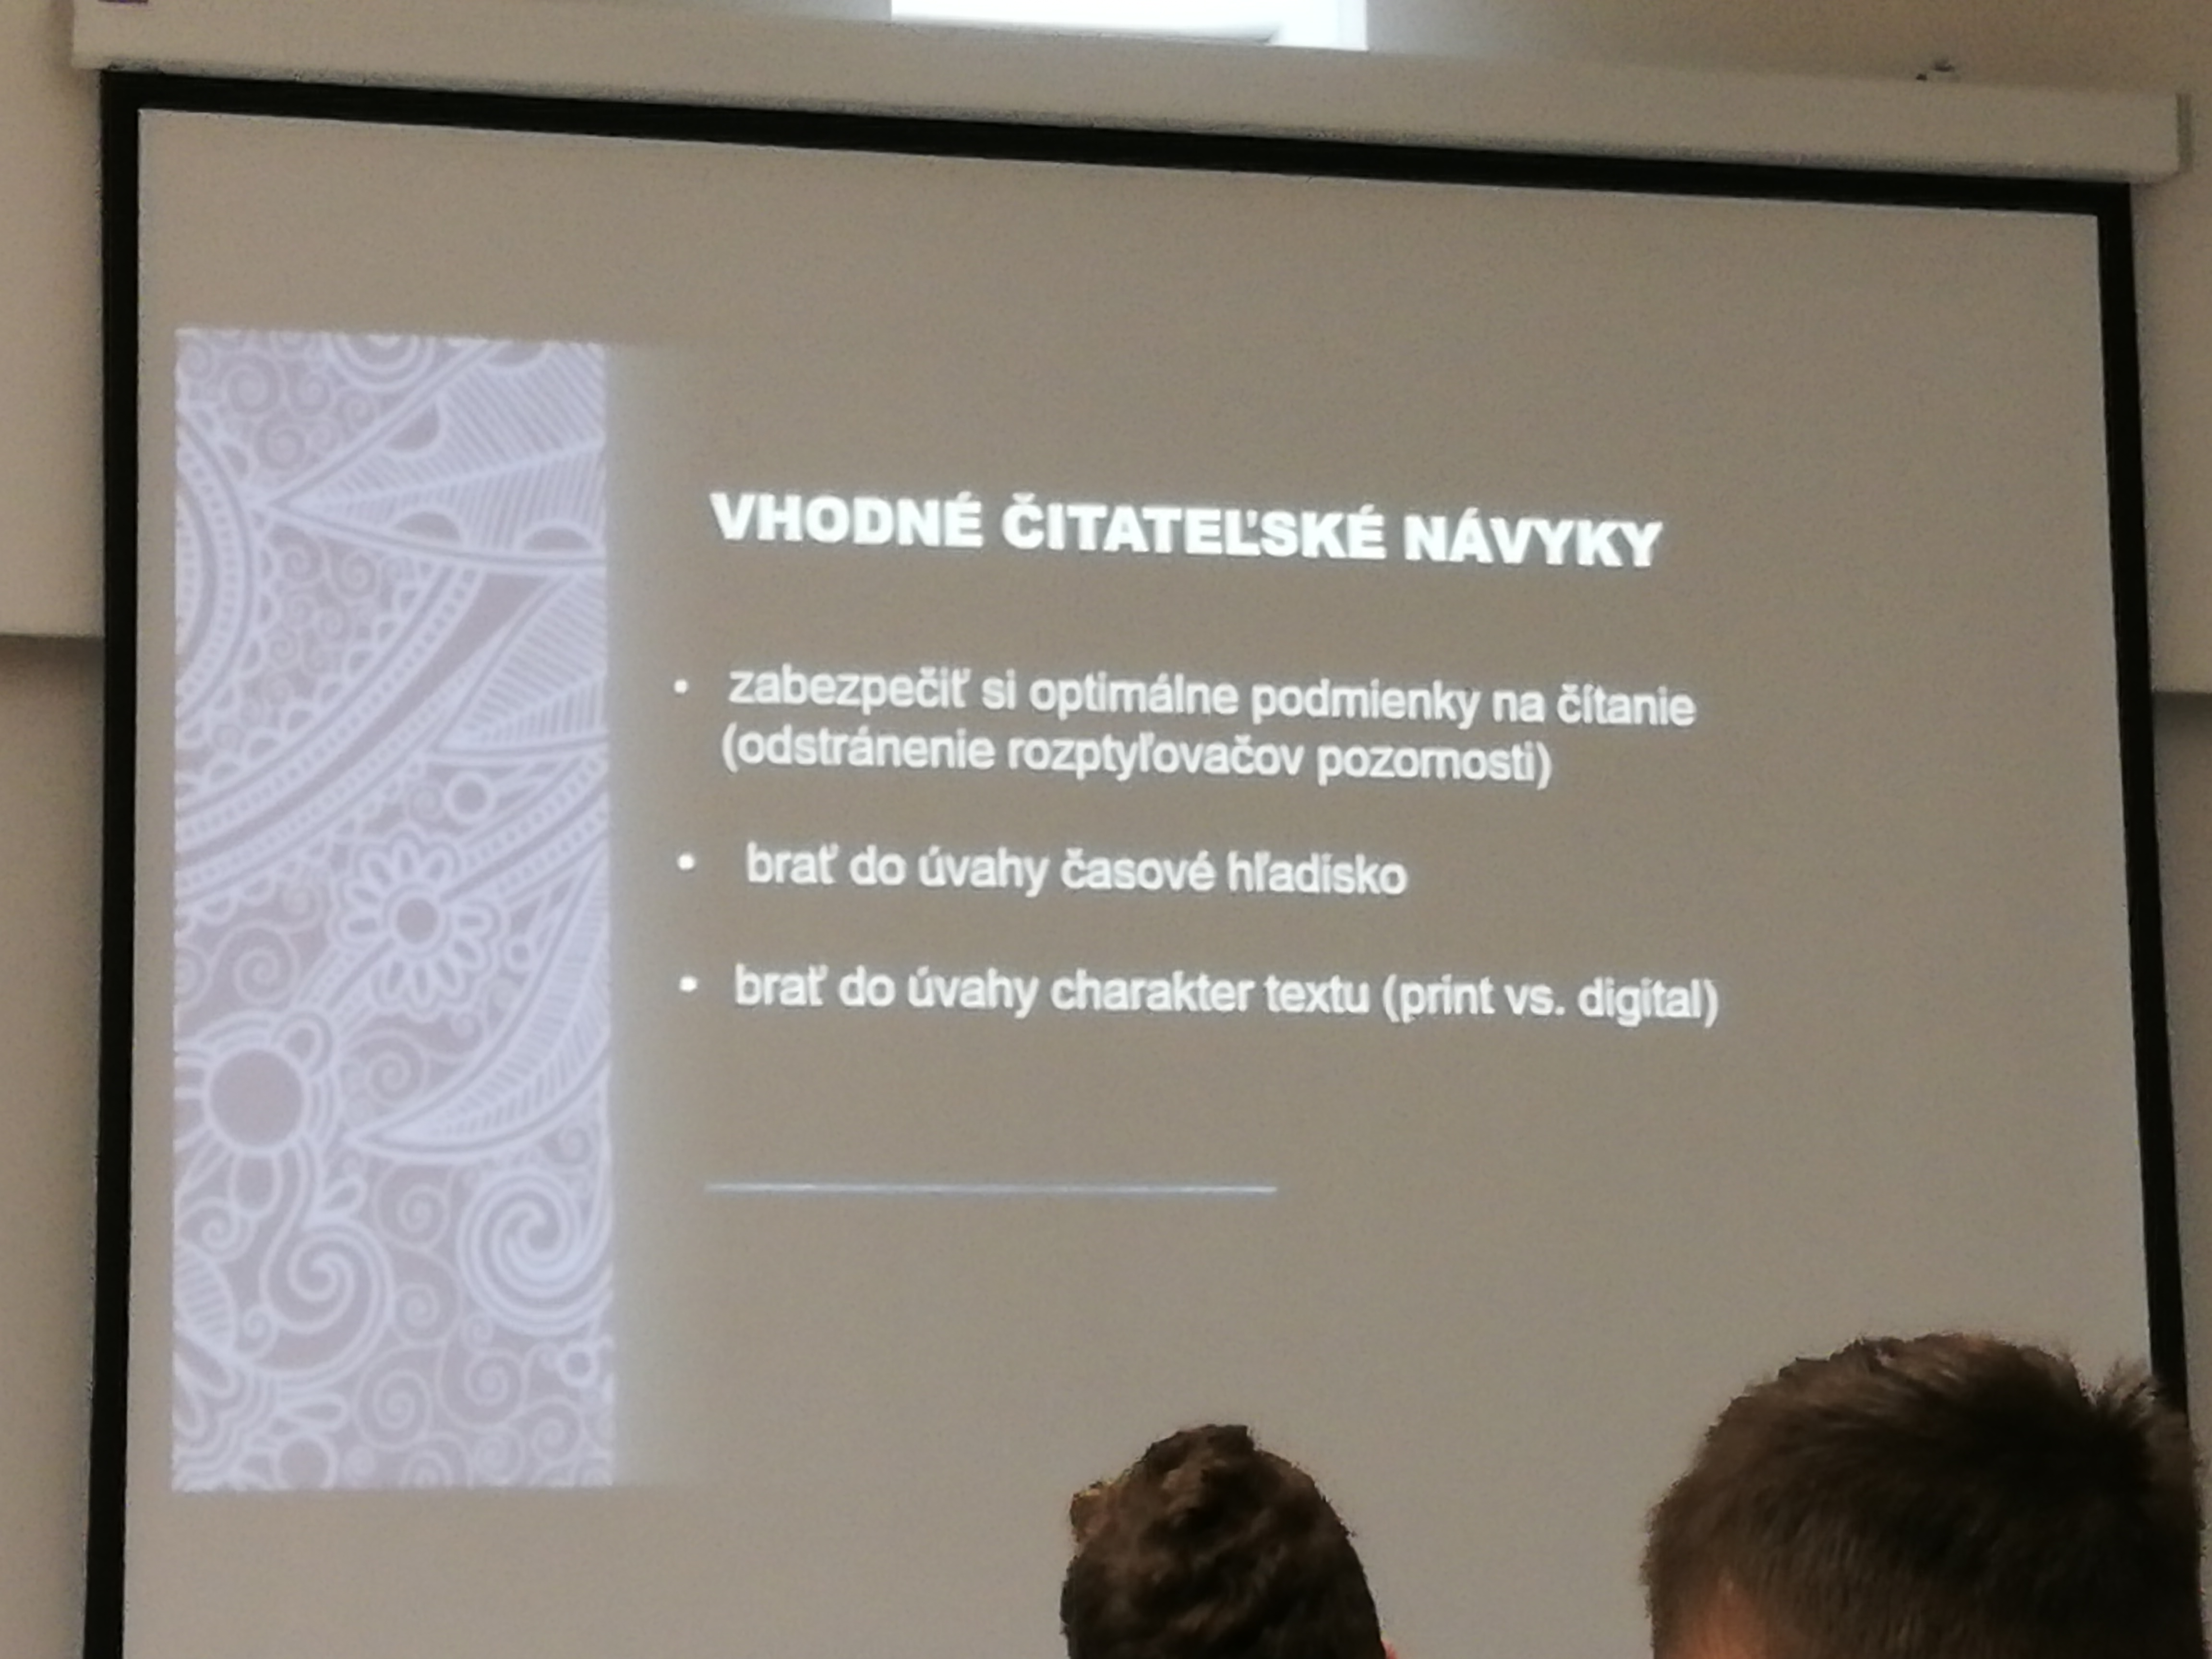 VHODNÉ ČITATEĽSKÉ NÁVYKY
• zabezpečiť si optimálne podmienky na čítanie
(odstránenie rozptyľovačov pozornosti)
• brať do úvahy časové hľadisko
• brať do úvahy charakter textu (print vs. digital)